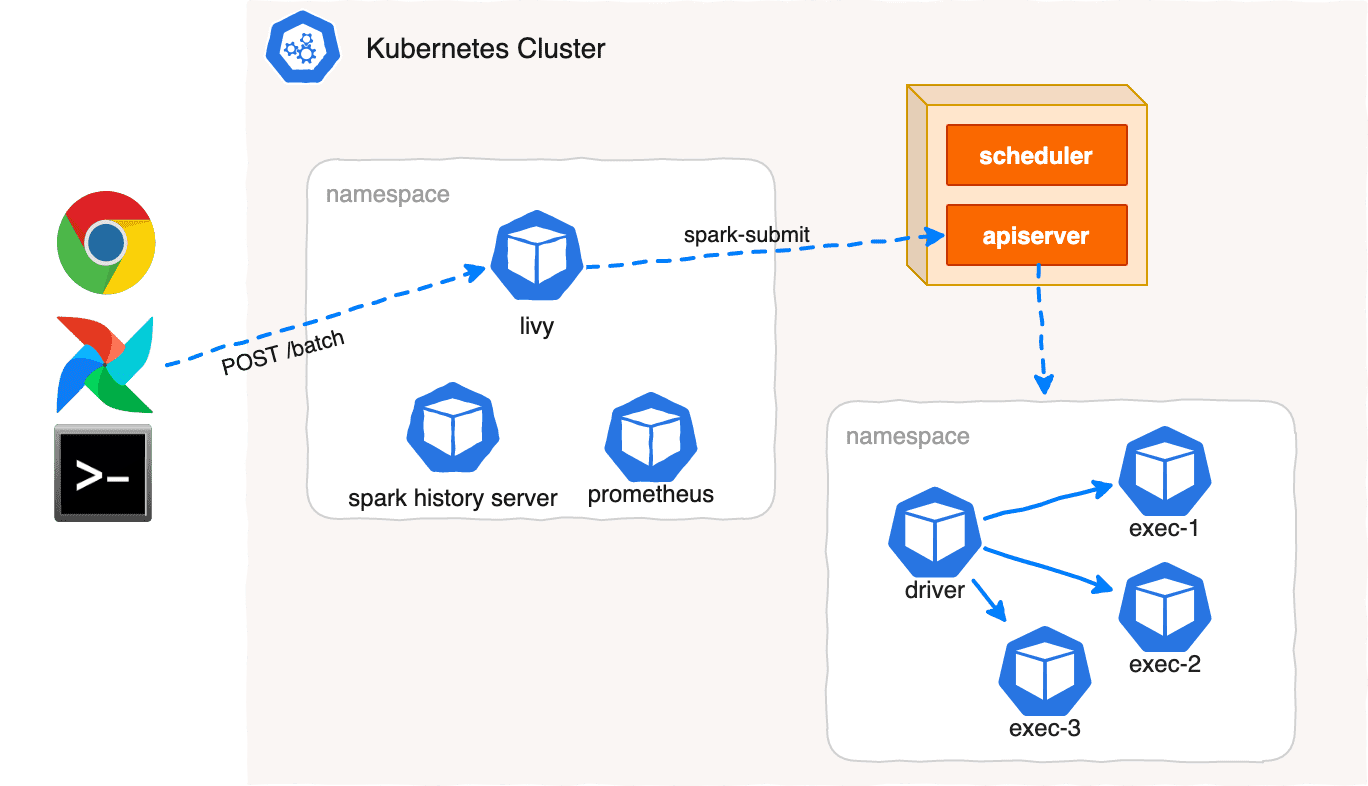 Kubernetes Cluster
scheduler
apiserver
namespace
spark-submit
livy
POST /batch
spark history server
prometheus
namespace
exec-1
driver
exec-2
exec-3
>_